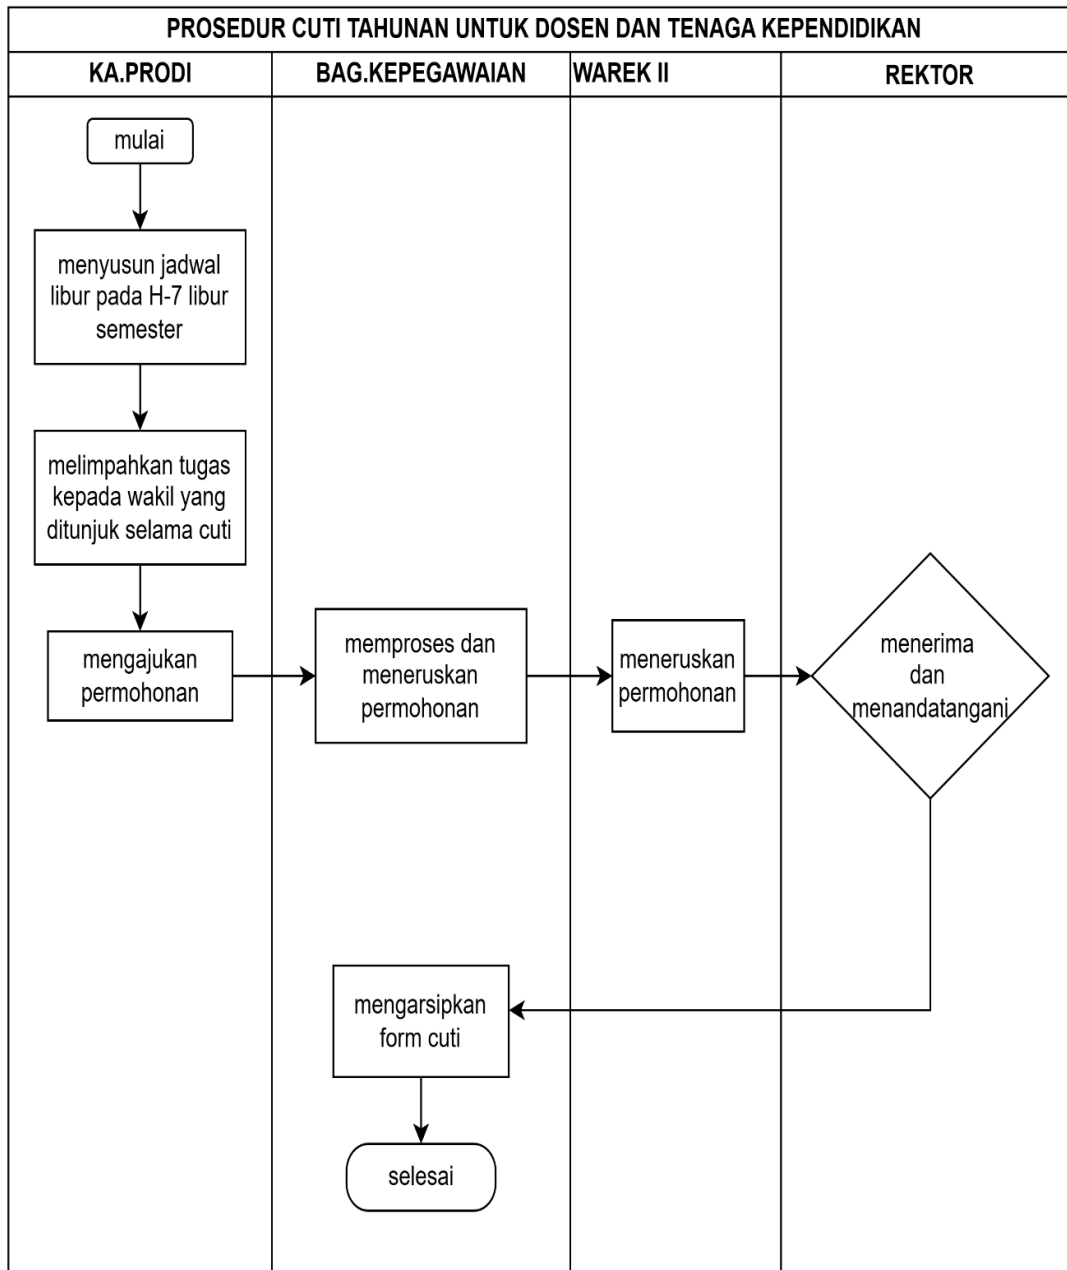 PROSEDUR CUTI TAHUNAN UNTUK DOSEN DAN TENAGA KEPENDIDIKAN
KA.PRODI
BAG.KEPEGAWAIAN
WAREK II
REKTOR
mulai
menyusun jadwal
libur pada H-7 libur
semester
melimpahkan tugas
kepada wakil yang
ditunjuk selama cuti
mengajukan
permohonan
memproses dan
meneruskan
permohonan
meneruskan
permohonan
menerima
dan
menandatangani
mengarsipkan
form cuti
selesai